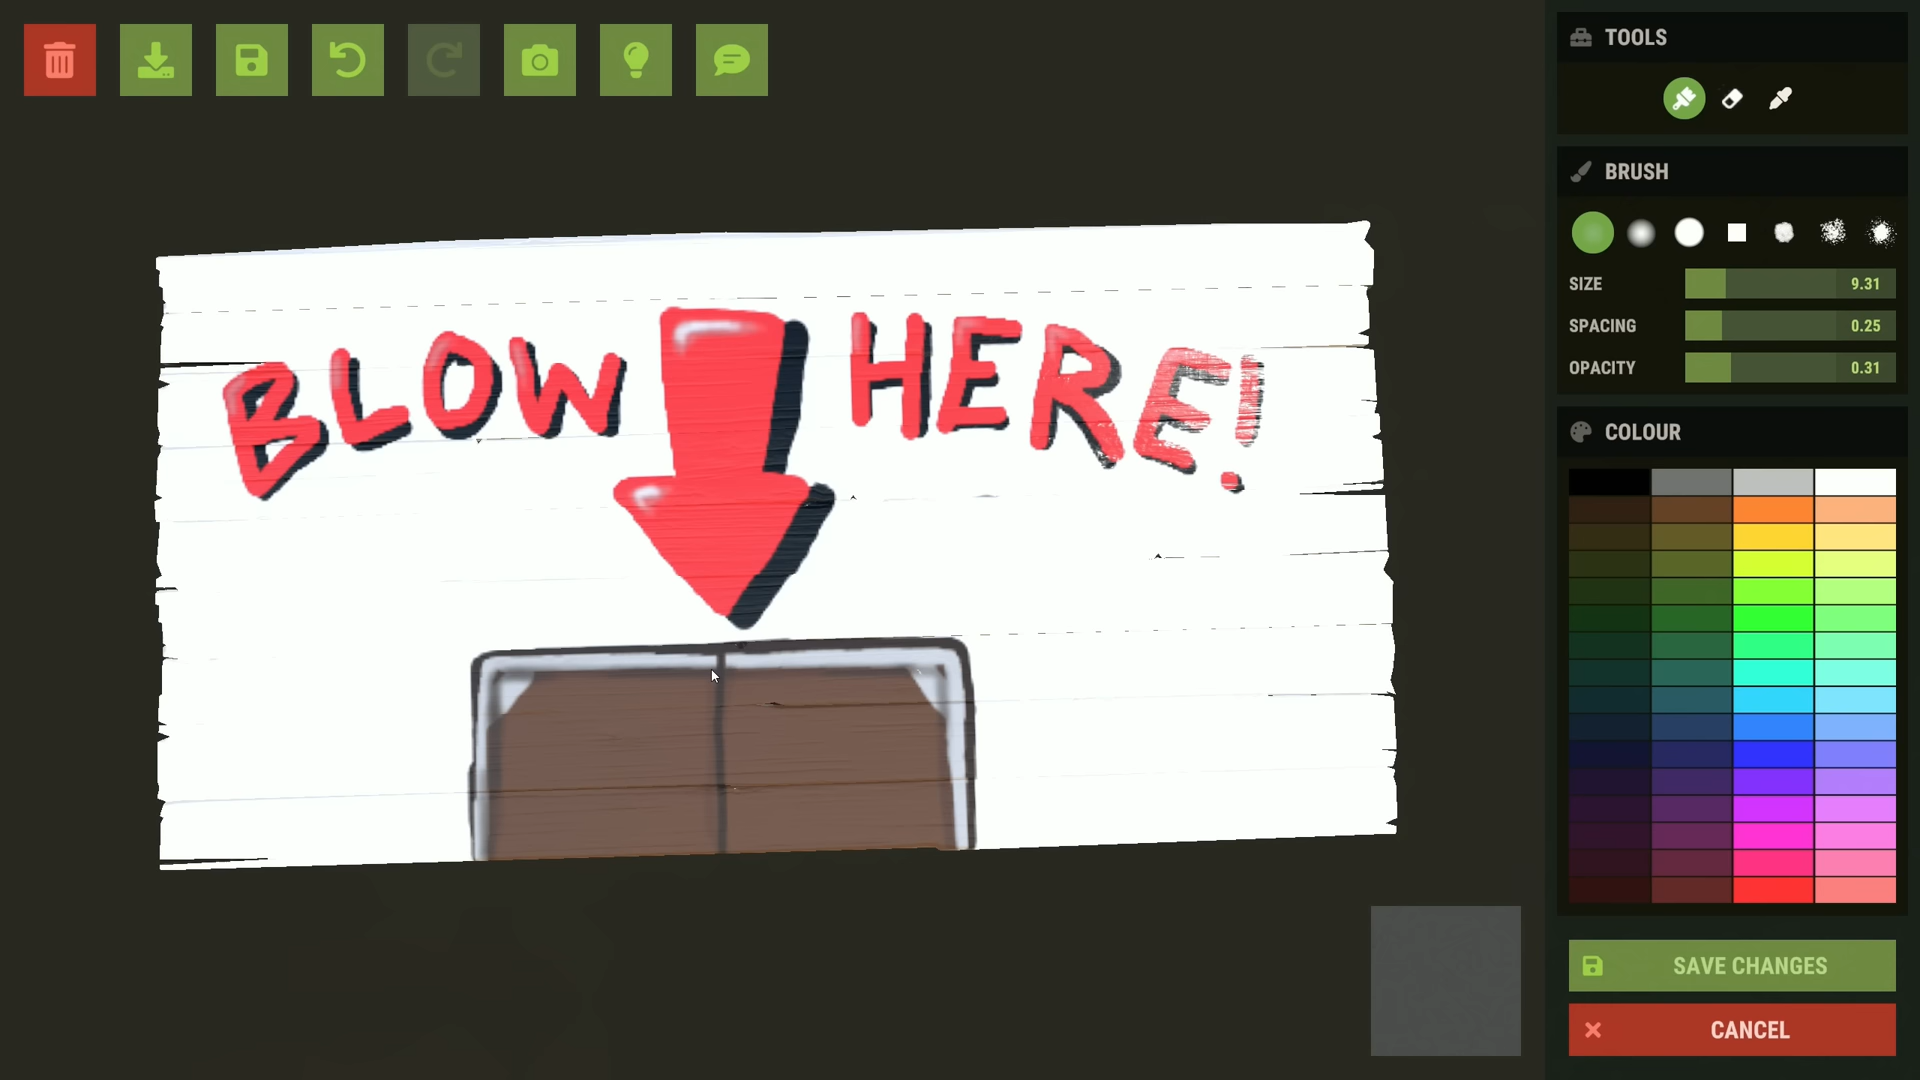 TOOLS
BRUSH
SIZE 9.31
SPACING 0.25
OPACITY 0.31
COLOUR
BLOW HERE!
SAVE CHANGES
CANCEL